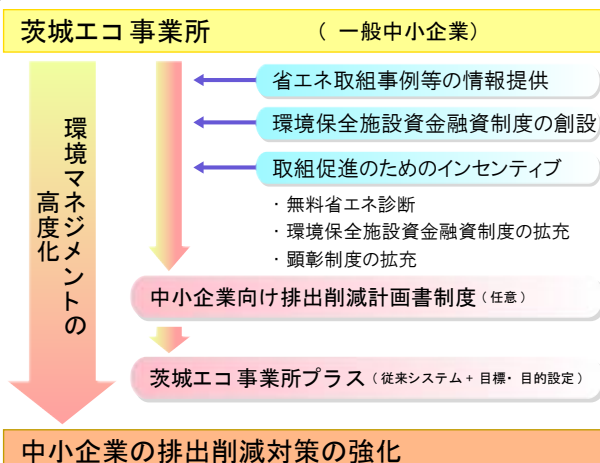 茨城エコ事業所 （一般中小企業）
省エネ取組事例等の情報提供
環境保全施設資金融資制度の創設
取組促進のためのインセンティブ
・無料省エネ診断
・環境保全施設資金融資制度の拡充
・顕彰制度の拡充
環境マネジメントの
高度化
中小企業向け排出削減計画書制度（任意）
茨城エコ事業所プラス（従来システム＋目標・目的設定）
中小企業の排出削減対策の強化